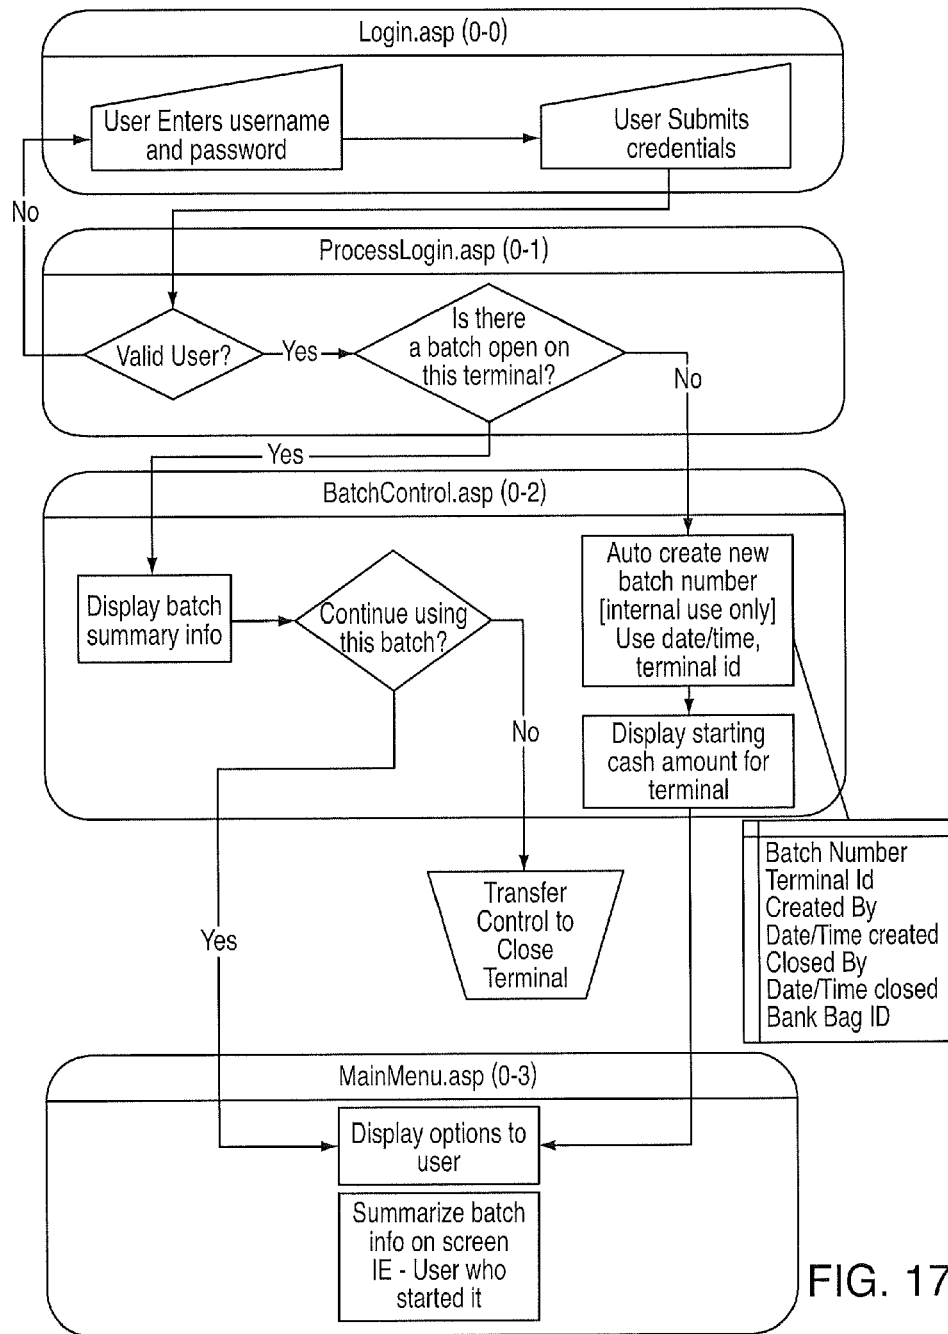 Login.asp (0-0)
User Enters username
and password
User Submits
credentials
No
ProcessLogin.asp (0-1)
Valid User?
Yes
Is there
a batch open on
this terminal?
No
Yes
BatchControl.asp (0-2)
Display batch
summary info
Continue using
this batch?
Auto create new
batch number
[internal use only]
Use date/time,
terminal id
No
Display starting
cash amount for
terminal
Batch Number
Terminal Id
Created By
Date/Time created
Closed By
Date/Time closed
Bank Bag ID
Transfer
Control to
Close
Terminal
Yes
MainMenu.asp (0-3)
Display options to
user
Summarize batch
info on screen
IE - User who
started it
FIG. 17